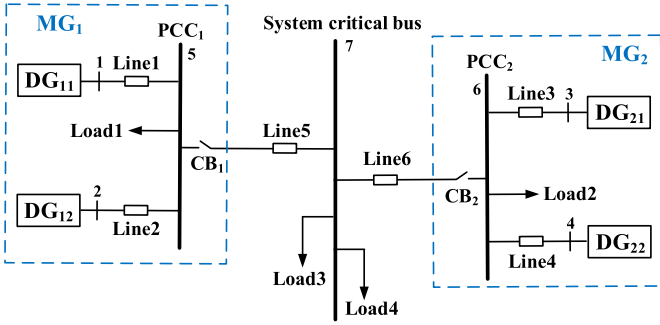 MG₁
PCC₁
System critical bus
MG₂
5
7
PCC₂
6
DG₁₁
1
Line1
Line3
3
DG₂₁
Load1
CB₁
Line5
Line6
CB₂
Load2
DG₁₂
2
Line2
Line4
4
DG₂₂
Load3
Load4